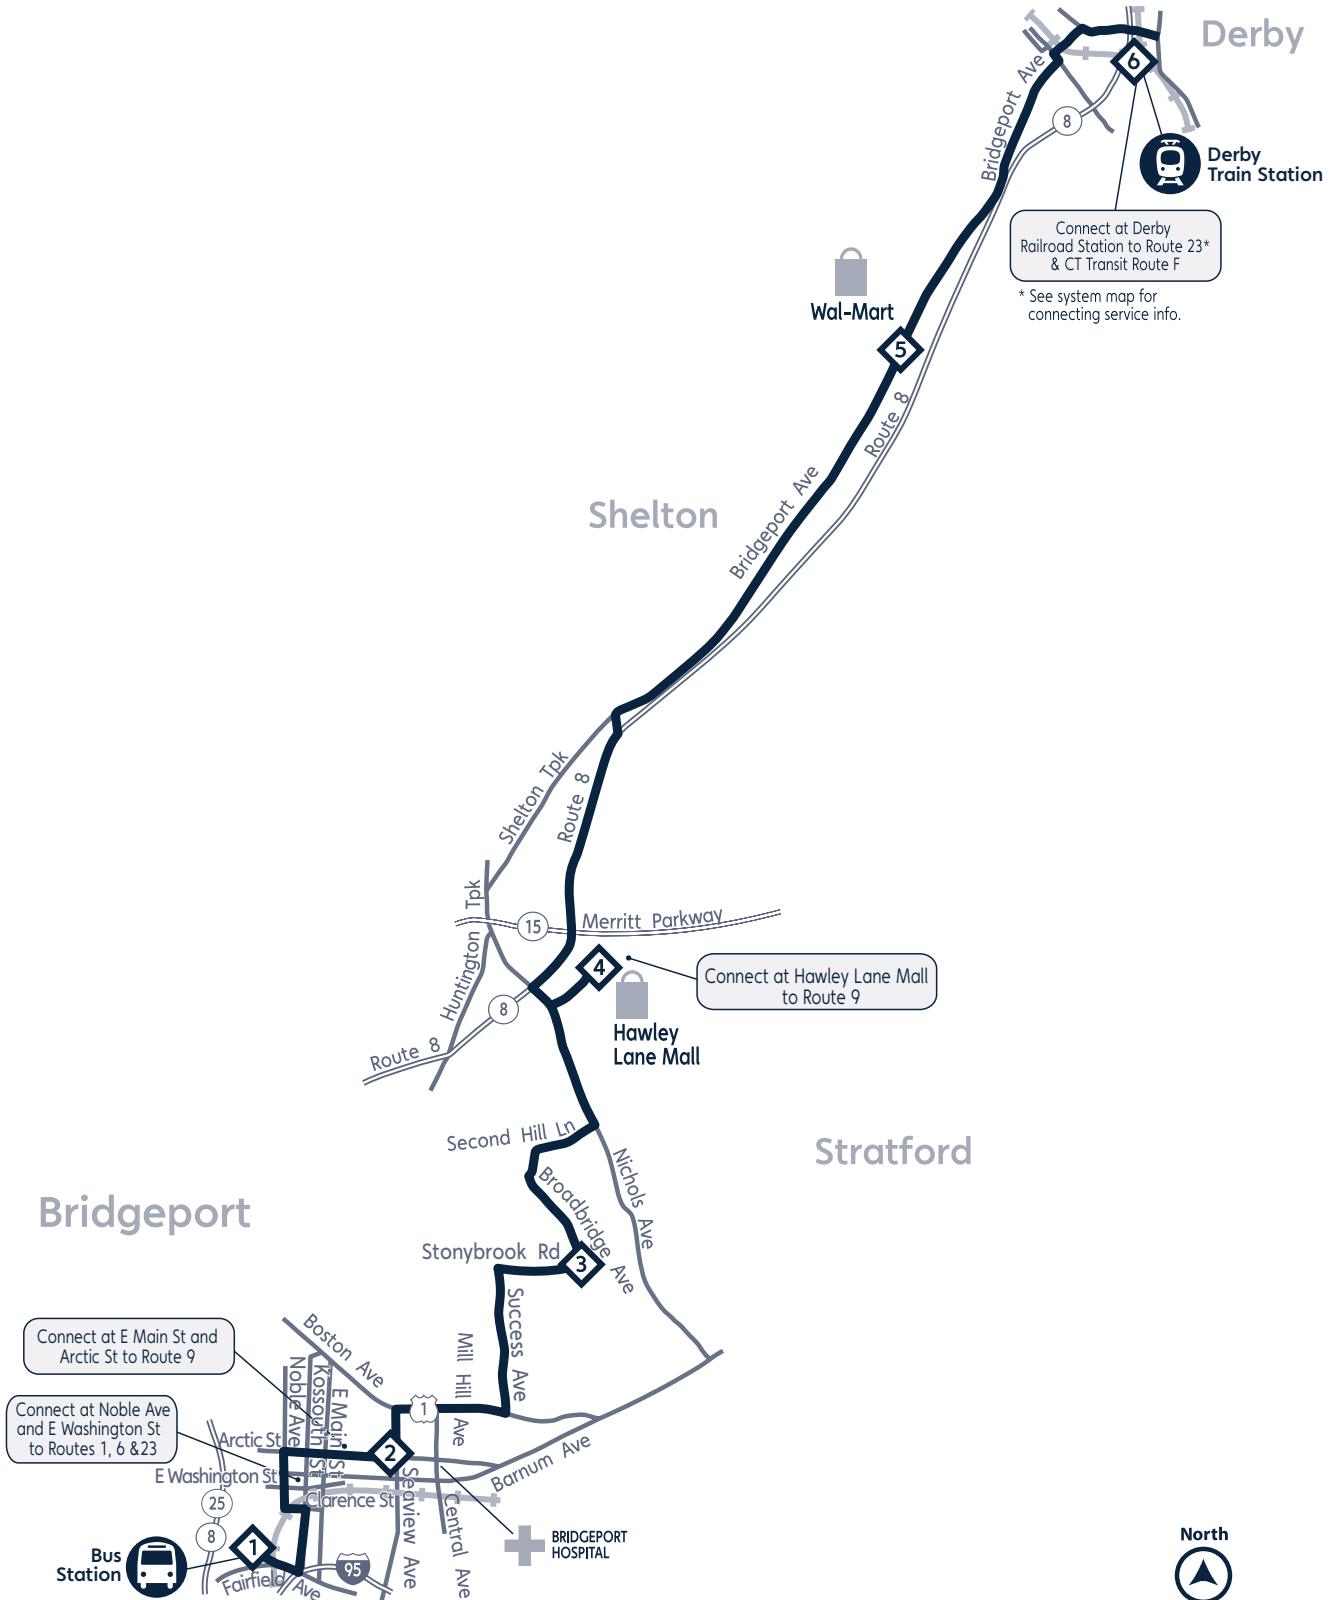 Derby
6
Bridgeport Ave
8
Derby
Train Station
Connect at Derby
Railroad Station to Route 23*
& CT Transit Route F
* See system map for
connecting service info.
Wal-Mart
5
Route 8
Bridgeport Ave
Shelton
Shelton Tpk
Route 8
Huntington Tpk
15
Merritt Parkway
4
Connect at Hawley Lane Mall
to Route 9
8
Hawley
Lane Mall
Route 8
Second Hill Ln
Stratford
Nichols Ave
Broadbridge Ave
Bridgeport
Stonybrook Rd
3
Success Ave
Connect at E Main St and
Arctic St to Route 9
Boston Ave
Mill Hill Ave
Noble Ave
Kossouth St
E Main St
1
Connect at Noble Ave
and E Washington St
to Routes 1, 6 &23
Arctic St
2
Barnum Ave
E Washington St
Clarence St
Seaview Ave
Central Ave
25
8
1
BRIDGEPORT
HOSPITAL
Bus
Station
95
Fairfield Ave
North